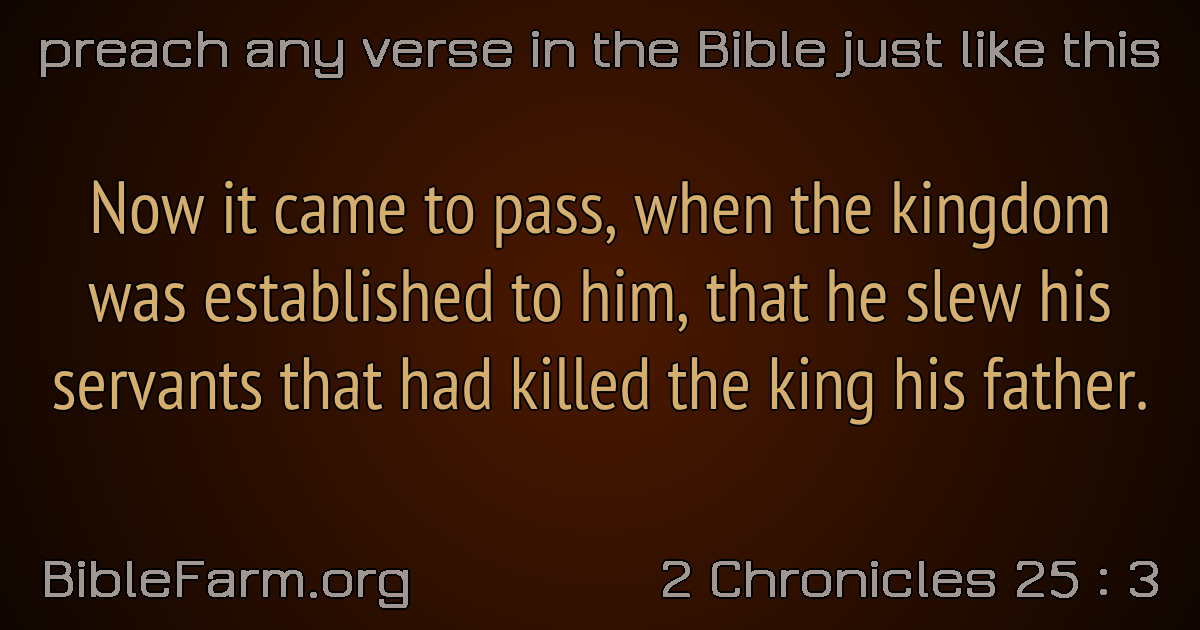 preach any verse in the Bible just like this
Now it came to pass, when the kingdom
was established to him, that he slew his
servants that had killed the king his father.
BibleFarm.org
2 Chronicles 25 : 3